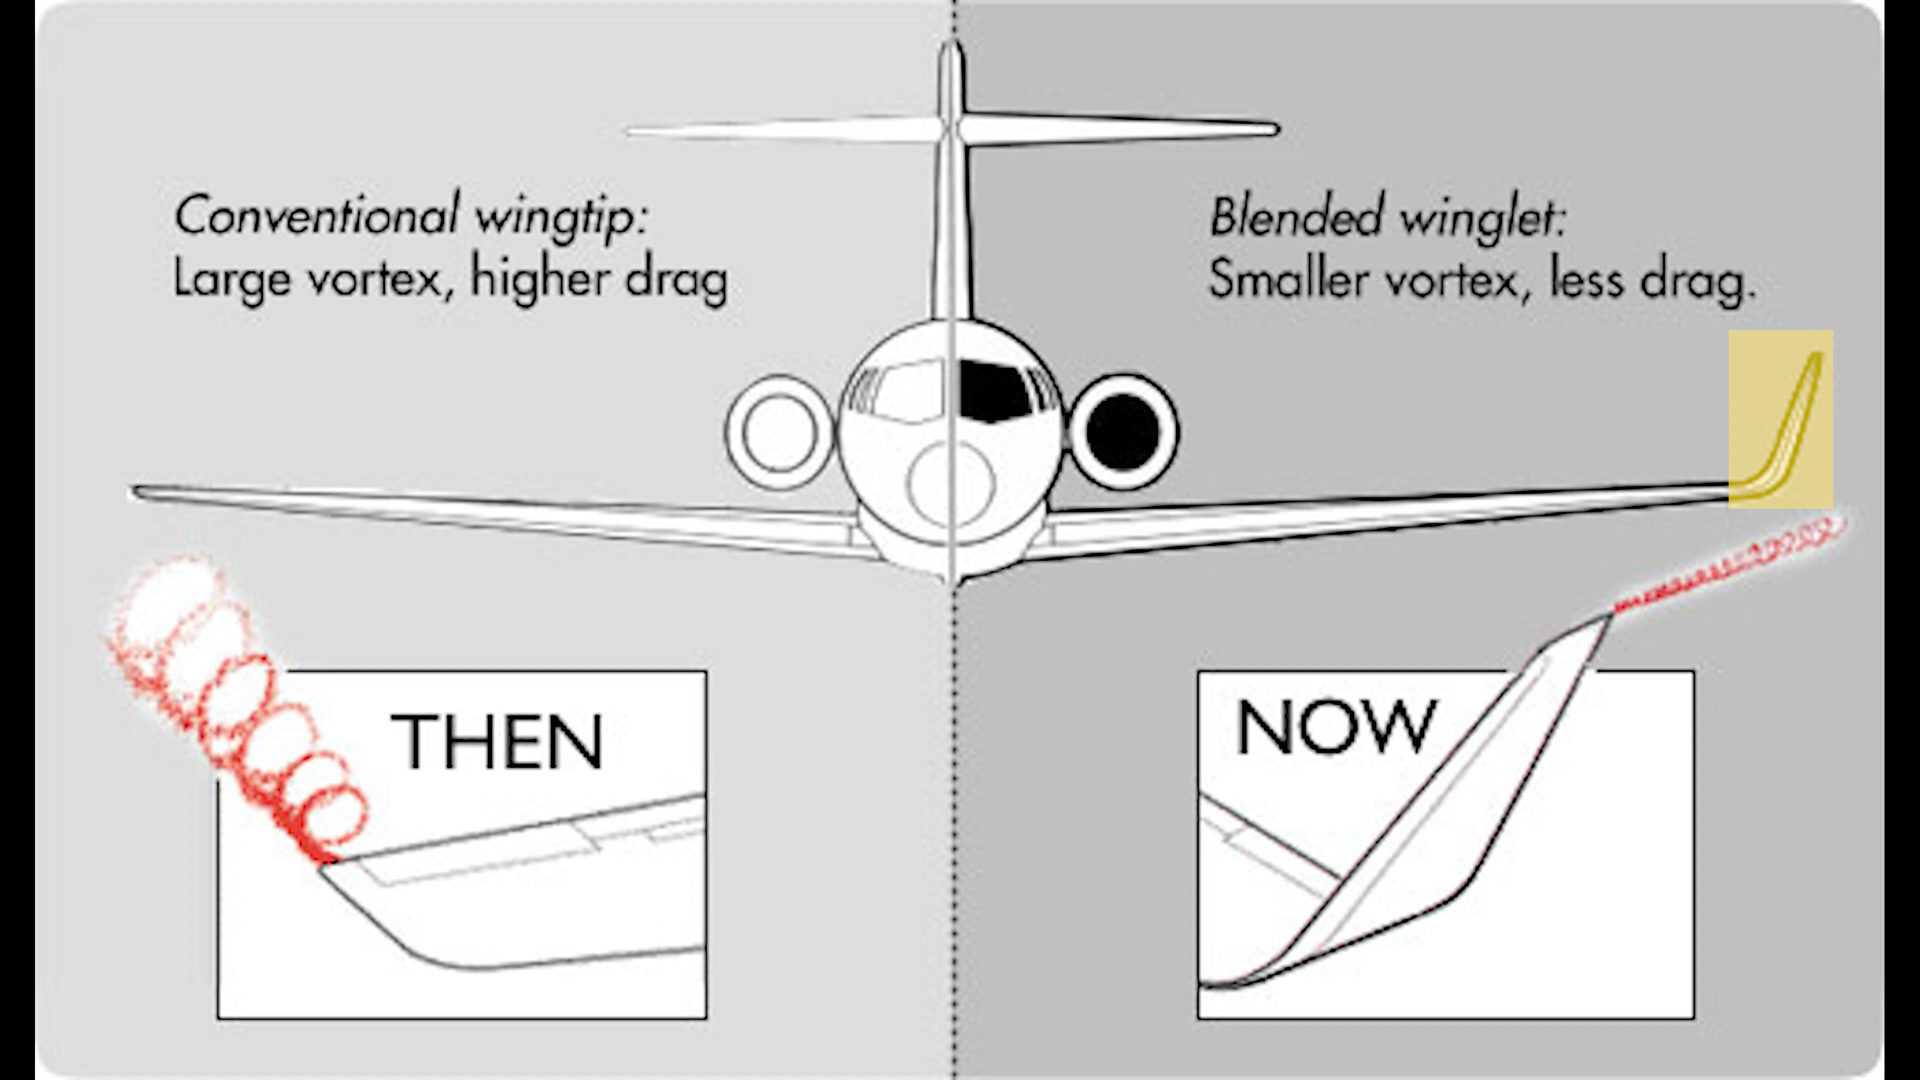 Conventional wingtip:
Large vortex, higher drag
Blended winglet:
Smaller vortex, less drag.
THEN
NOW